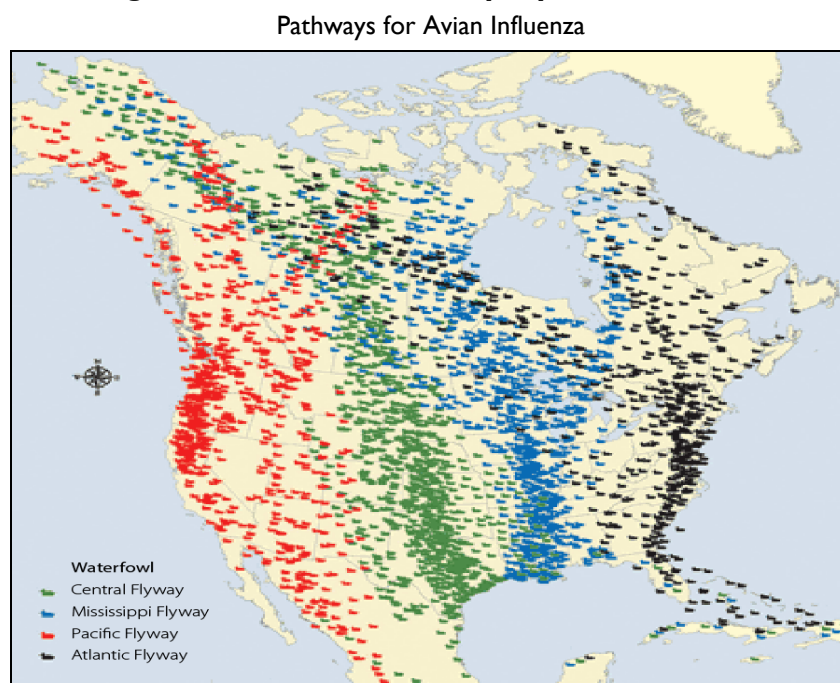 Pathways for Avian Influenza
Waterfowl
Central Flyway
Mississippi Flyway
Pacific Flyway
Atlantic Flyway